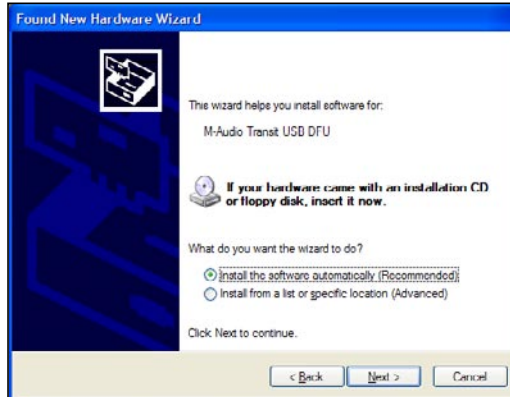 Found New Hardware Wizard
This wizard helps you install software for:
M-Audio Transit USB DFU
If your hardware came with an installation CD
or floppy disk, insert it now.
What do you want the wizard to do?
Install the software automatically (Recommended)
Install from a list or specific location (Advanced)
Click Next to continue.
< Back Next > Cancel